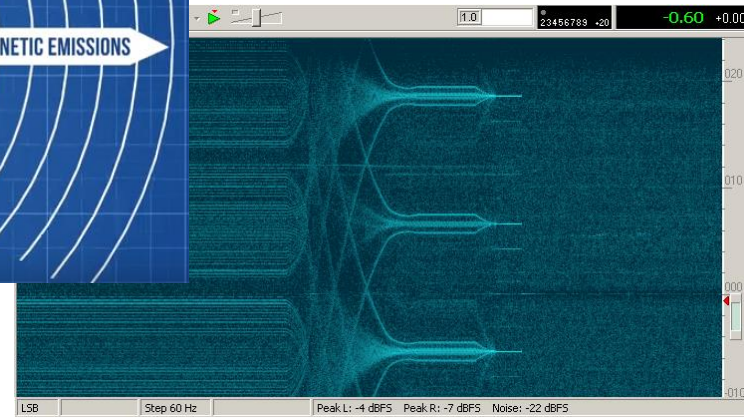 NETIC EMISSIONS
1.0
23456789 +20
-0.60 +0.00
020
010
000
-010
LSB
Step 60 Hz
Peak L: -4 dBFS Peak R: -7 dBFS Noise: -22 dBFS